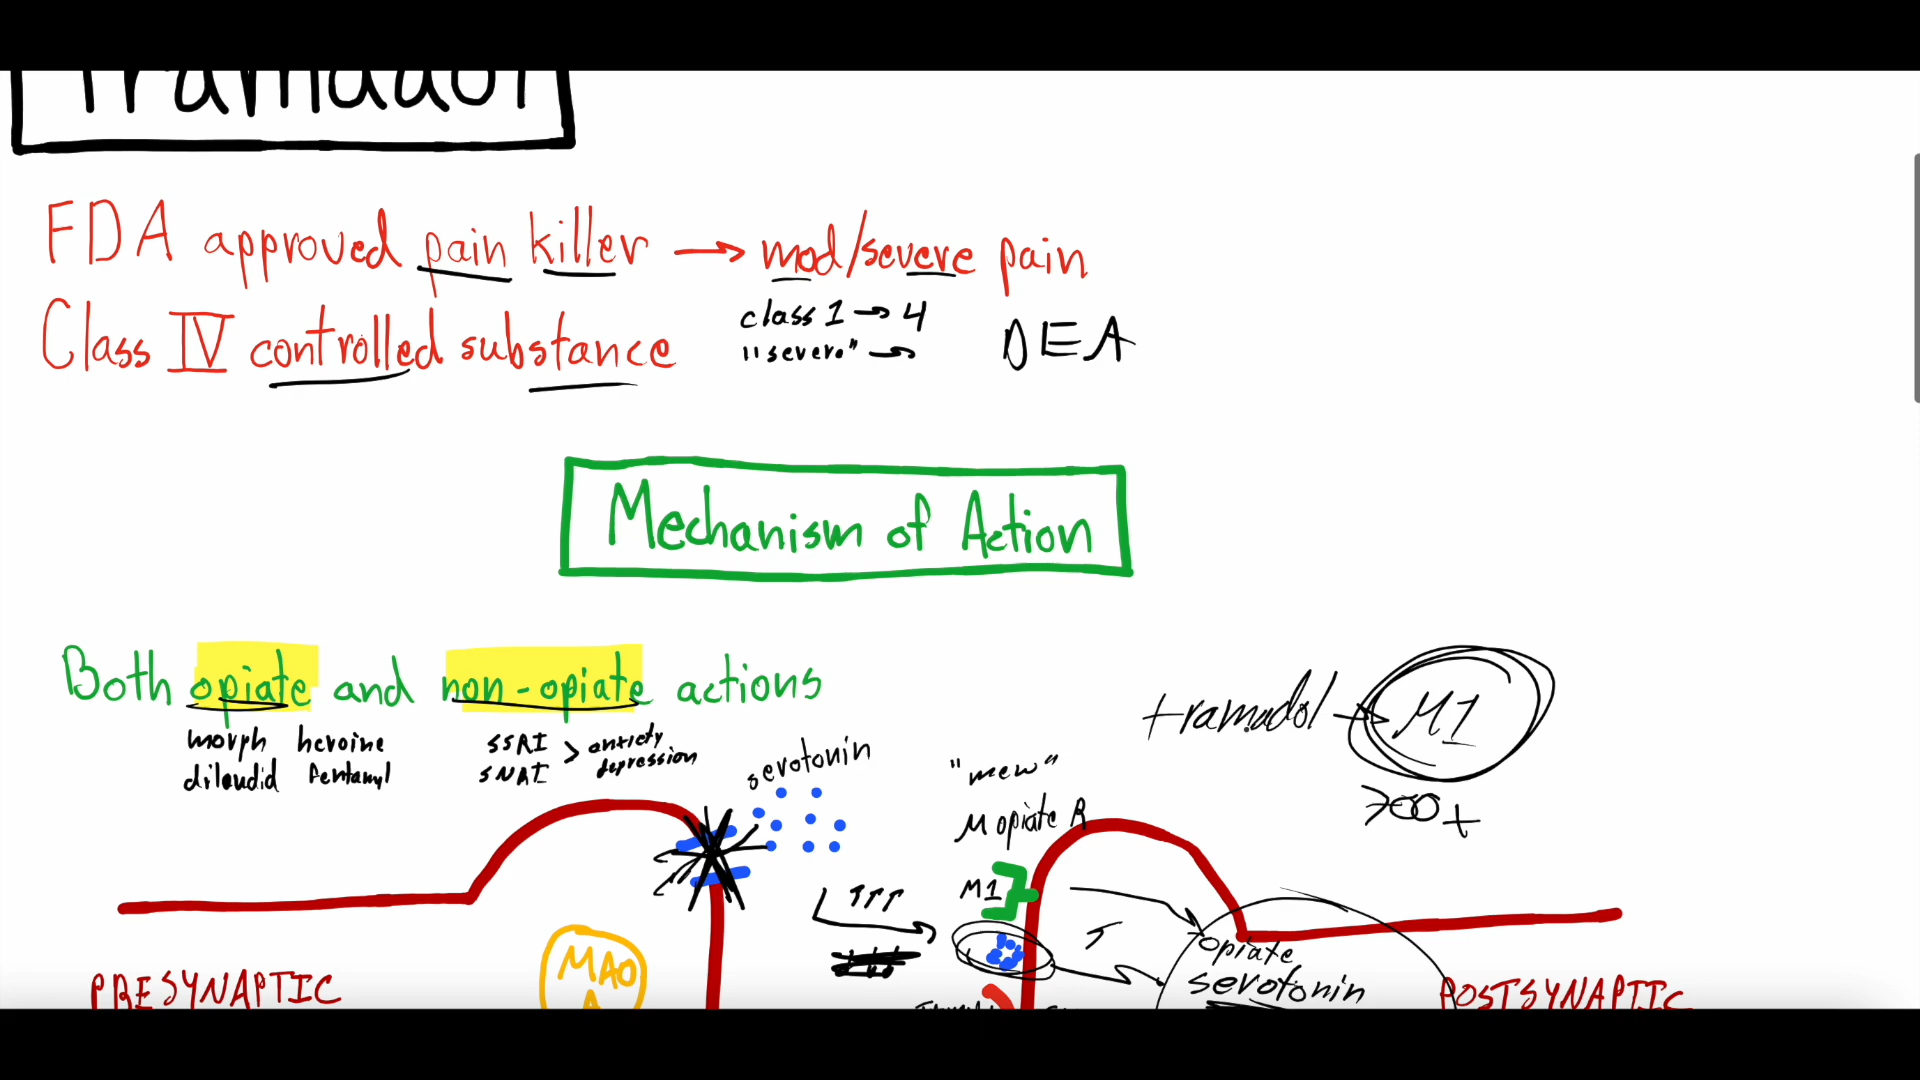 Tramadol
FDA approved pain killer → mod/severe pain
class 1 → 4
Class IV controlled substance
"severe" →
DEA
Mechanism of Action
Both opiate and non-opiate actions
morph heroine
dilaudid fentanyl
SSRI
SNRI
> anxiety
depression
serotonin
"mew"
M opiate R
tramadol → M1
700+
M1
↑↑↑
5
opiate
serotonin
MAO
A
PRESYNAPTIC
POSTSYNAPTIC